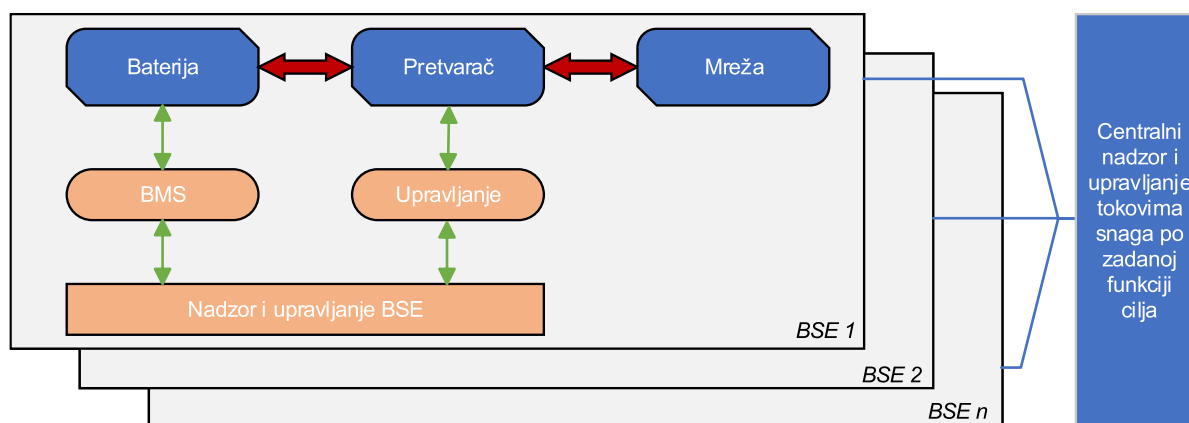 Baterija
Pretvarač
Mreža
BMS
Upravljanje
Nadzor i upravljanje BSE
BSE 1
BSE 2
BSE n
Centralni
nadzor i
upravljanje
tokovima
snaga po
zadanoj
funkciji
cilja